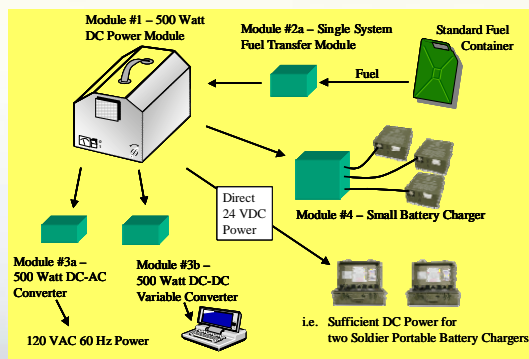 Module #1 – 500 Watt
DC Power Module
Module #2a – Single System
Fuel Transfer Module
Standard Fuel
Container
Fuel
Direct
24 VDC
Power
Module #4 – Small Battery Charger
Module #3a –
500 Watt DC-AC
Converter
Module #3b –
500 Watt DC-DC
Variable Converter
120 VAC 60 Hz Power
i.e. Sufficient DC Power for
two Soldier Portable Battery Chargers